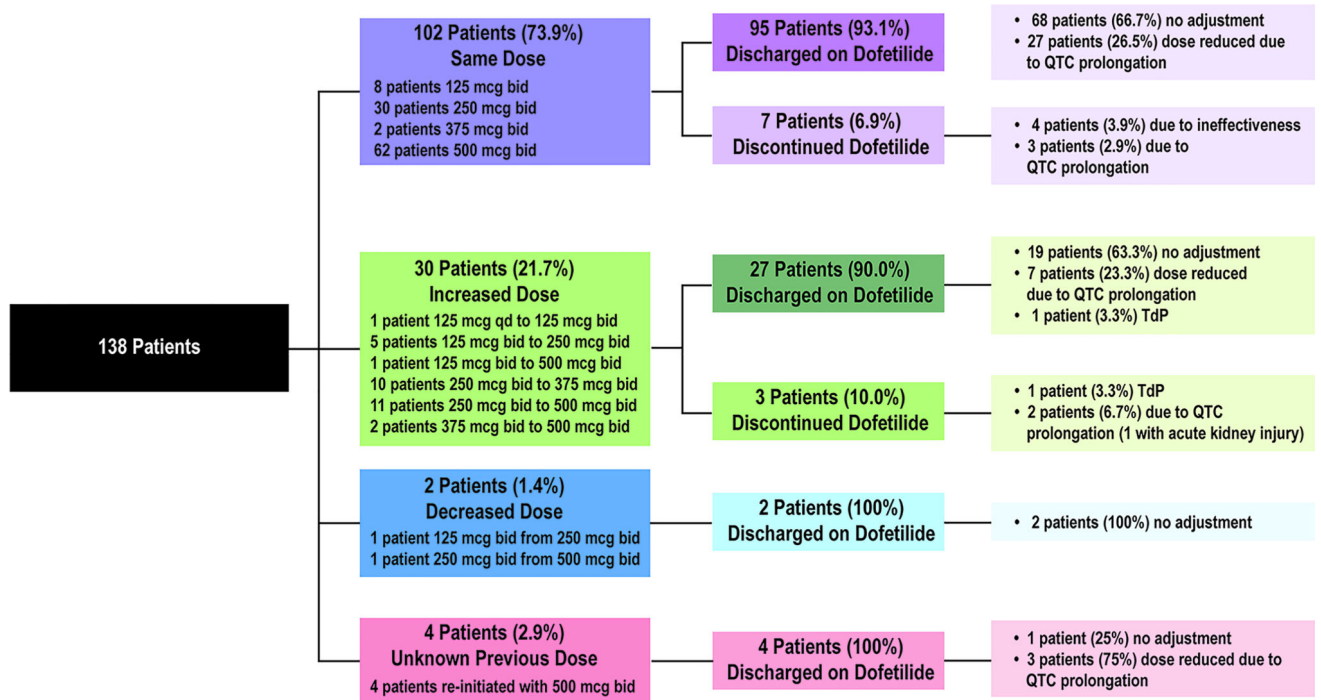 138 Patients
102 Patients (73.9%)
Same Dose
8 patients 125 mcg bid
30 patients 250 mcg bid
2 patients 375 mcg bid
62 patients 500 mcg bid
95 Patients (93.1%)
Discharged on Dofetilide
• 68 patients (66.7%) no adjustment
• 27 patients (26.5%) dose reduced due
to QTC prolongation
7 Patients (6.9%)
Discontinued Dofetilide
• 4 patients (3.9%) due to ineffectiveness
• 3 patients (2.9%) due to
QTC prolongation
30 Patients (21.7%)
Increased Dose
1 patient 125 mcg qd to 125 mcg bid
5 patients 125 mcg bid to 250 mcg bid
1 patient 125 mcg bid to 500 mcg bid
10 patients 250 mcg bid to 375 mcg bid
11 patients 250 mcg bid to 500 mcg bid
2 patients 375 mcg bid to 500 mcg bid
27 Patients (90.0%)
Discharged on Dofetilide
• 19 patients (63.3%) no adjustment
• 7 patients (23.3%) dose reduced
due to QTC prolongation
• 1 patient (3.3%) TdP
3 Patients (10.0%)
Discontinued Dofetilide
• 1 patient (3.3%) TdP
• 2 patients (6.7%) due to QTC
prolongation (1 with acute kidney injury)
2 Patients (1.4%)
Decreased Dose
1 patient 125 mcg bid from 250 mcg bid
1 patient 250 mcg bid from 500 mcg bid
2 Patients (100%)
Discharged on Dofetilide
• 2 patients (100%) no adjustment
4 Patients (2.9%)
Unknown Previous Dose
4 patients re-initiated with 500 mcg bid
4 Patients (100%)
Discharged on Dofetilide
• 1 patient (25%) no adjustment
• 3 patients (75%) dose reduced due to
QTC prolongation